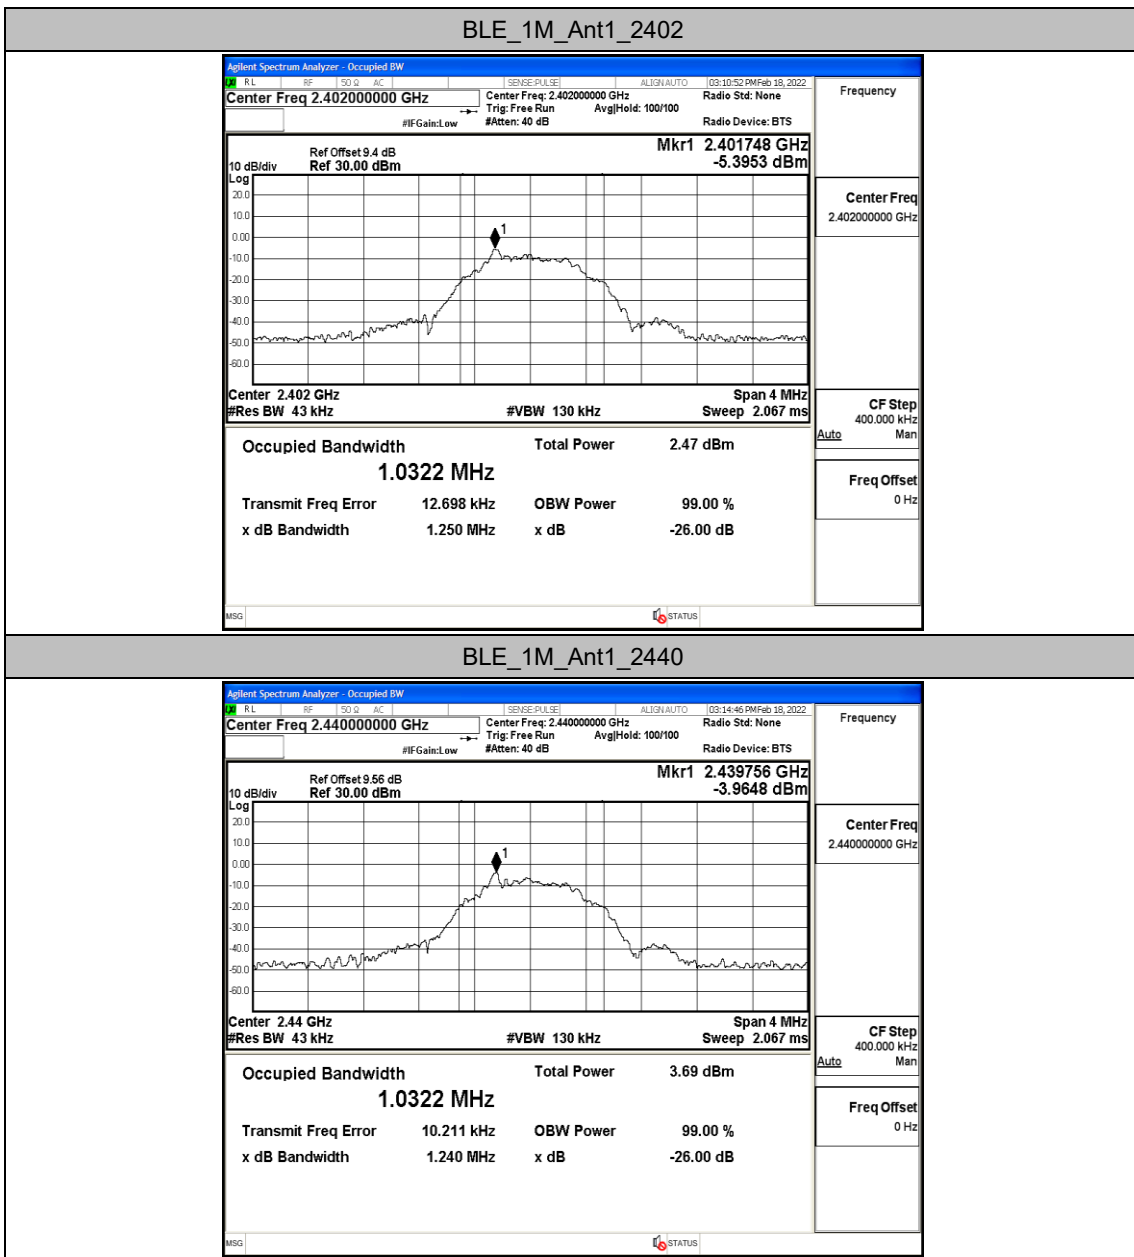 BLE_1M_Ant1_2402
Agilent Spectrum Analyzer - Occupied BW
LXI RL RF 50 Ω AC SENSE:PULSE ALIGNAUTO 03:10:52 PM Feb 18, 2022
Center Freq 2.402000000 GHz
Center Freq: 2.402000000 GHz Radio Std: None
Trig: Free Run Avg|Hold: 100/100
#IFGain:Low #Atten: 40 dB Radio Device: BTS
Frequency
Mkr1 2.401748 GHz
-5.3953 dBm
Ref Offset 9.4 dB
10 dB/div Ref 30.00 dBm
Log
20.0
10.0
0.00
-10.0
-20.0
-30.0
-40.0
-50.0
-60.0
1
Center Freq
2.402000000 GHz
Center 2.402 GHz Span 4 MHz
#Res BW 43 kHz #VBW 130 kHz Sweep 2.067 ms
CF Step
400.000 kHz
Auto Man
Occupied Bandwidth Total Power 2.47 dBm
1.0322 MHz
Transmit Freq Error 12.698 kHz OBW Power 99.00 %
x dB Bandwidth 1.250 MHz x dB -26.00 dB
Freq Offset
0 Hz
MSG STATUS
BLE_1M_Ant1_2440
Agilent Spectrum Analyzer - Occupied BW
LXI RL RF 50 Ω AC SENSE:PULSE ALIGNAUTO 03:14:46 PM Feb 18, 2022
Center Freq 2.440000000 GHz
Center Freq: 2.440000000 GHz Radio Std: None
Trig: Free Run Avg|Hold: 100/100
#IFGain:Low #Atten: 40 dB Radio Device: BTS
Frequency
Mkr1 2.439756 GHz
-3.9648 dBm
Ref Offset 9.56 dB
10 dB/div Ref 30.00 dBm
Log
20.0
10.0
0.00
-10.0
-20.0
-30.0
-40.0
-50.0
-60.0
1
Center Freq
2.440000000 GHz
Center 2.44 GHz Span 4 MHz
#Res BW 43 kHz #VBW 130 kHz Sweep 2.067 ms
CF Step
400.000 kHz
Auto Man
Occupied Bandwidth Total Power 3.69 dBm
1.0322 MHz
Transmit Freq Error 10.211 kHz OBW Power 99.00 %
x dB Bandwidth 1.240 MHz x dB -26.00 dB
Freq Offset
0 Hz
MSG STATUS